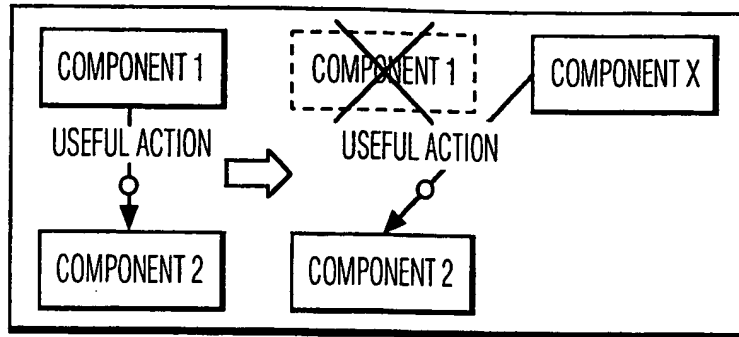 COMPONENT 1
USEFUL ACTION
COMPONENT 2
COMPONENT 1
COMPONENT X
USEFUL ACTION
COMPONENT 2